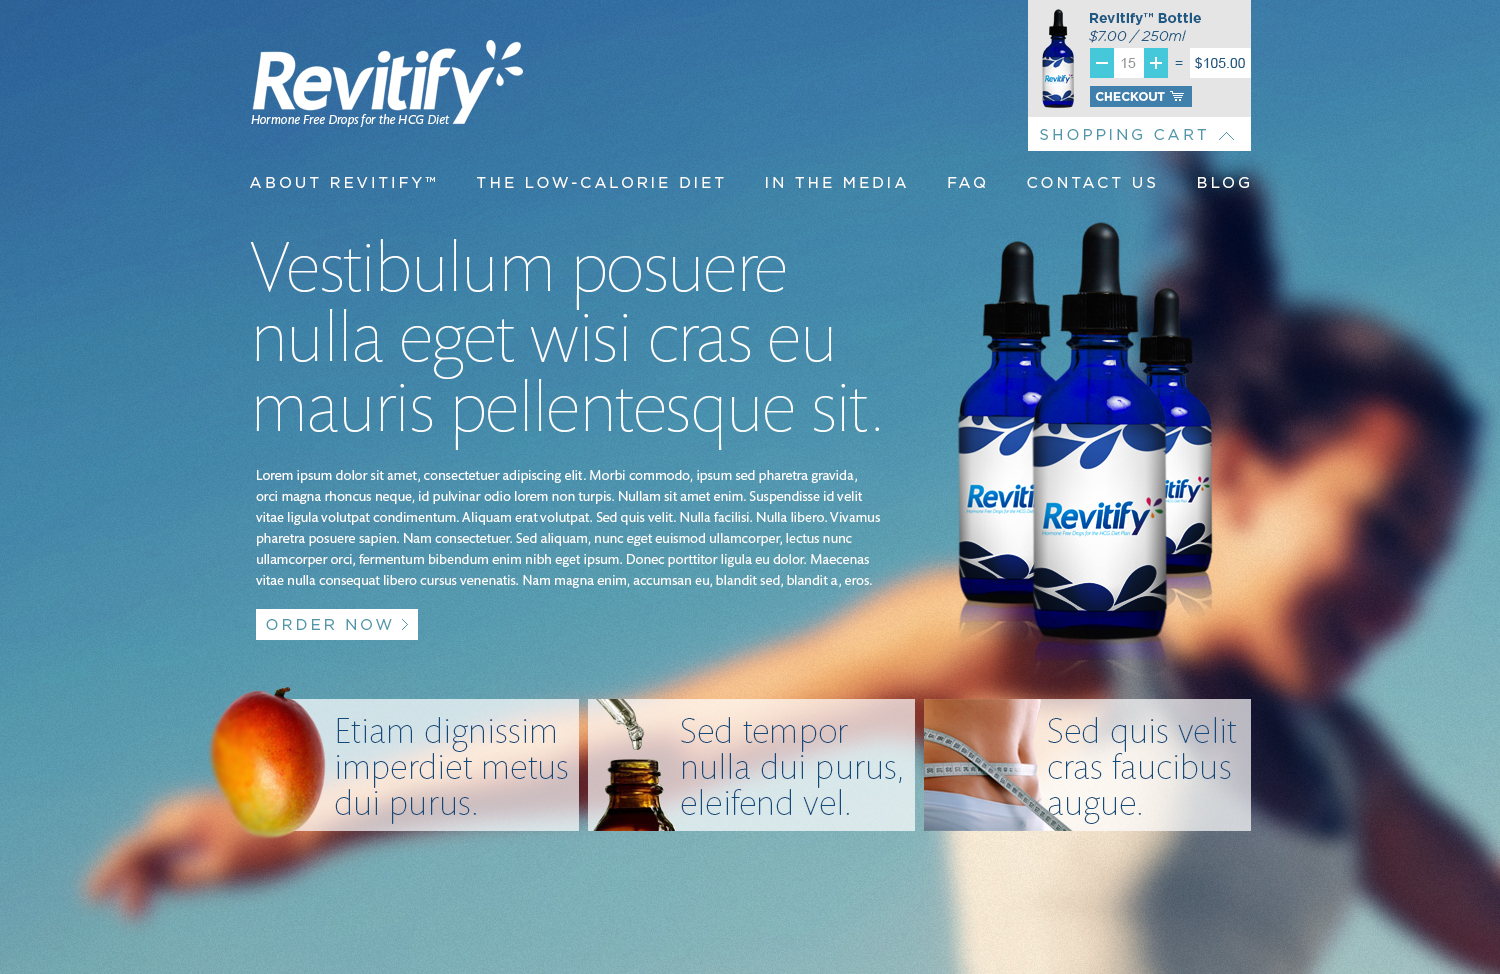 Revitify
Hormone Free Drops for the HCG Diet
Revitify™ Bottle
$7.00 / 250ml
15 = $105.00
CHECKOUT
SHOPPING CART
ABOUT REVITIFY™ THE LOW-CALORIE DIET IN THE MEDIA FAQ CONTACT US BLOG
Vestibulum posuere
nulla eget wisi cras eu
mauris pellentesque sit.
Lorem ipsum dolor sit amet, consectetuer adipiscing elit. Morbi commodo, ipsum sed pharetra gravida,
orci magna rhoncus neque, id pulvinar odio lorem non turpis. Nullam sit amet enim. Suspendisse id velit
vitae ligula volutpat condimentum. Aliquam erat volutpat. Sed quis velit. Nulla facilisi. Nulla libero. Vivamus
pharetra posuere sapien. Nam consectetuer. Sed aliquam, nunc eget euismod ullamcorper, lectus nunc
ullamcorper orci, fermentum bibendum enim nibh eget ipsum. Donec porttitor ligula eu dolor. Maecenas
vitae nulla consequat libero cursus venenatis. Nam magna enim, accumsan eu, blandit sed, blandit a, eros.
ORDER NOW
Revitify
Hormone Free Drops for the HCG Diet Plan
Etiam dignissim
imperdiet metus
dui purus.
Sed tempor
nulla dui purus,
eleifend vel.
Sed quis velit
cras faucibus
augue.